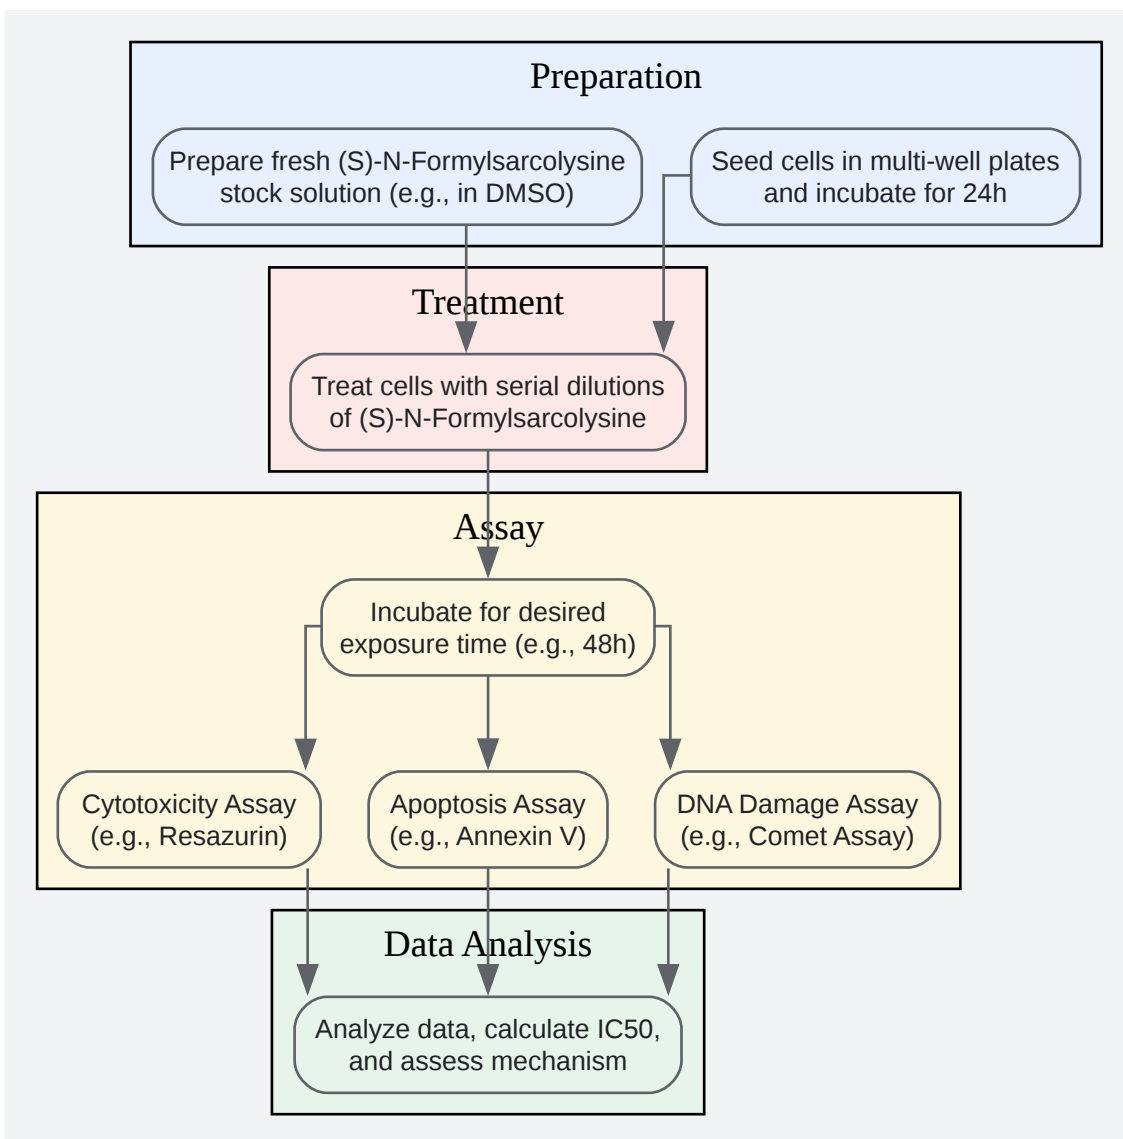 Preparation
Prepare fresh (S)-N-Formylsarcolysine
stock solution (e.g., in DMSO)
Seed cells in multi-well plates
and incubate for 24h
Treatment
Treat cells with serial dilutions
of (S)-N-Formylsarcolysine
Assay
Incubate for desired
exposure time (e.g., 48h)
Cytotoxicity Assay
(e.g., Resazurin)
Apoptosis Assay
(e.g., Annexin V)
DNA Damage Assay
(e.g., Comet Assay)
Data Analysis
Analyze data, calculate IC50,
and assess mechanism